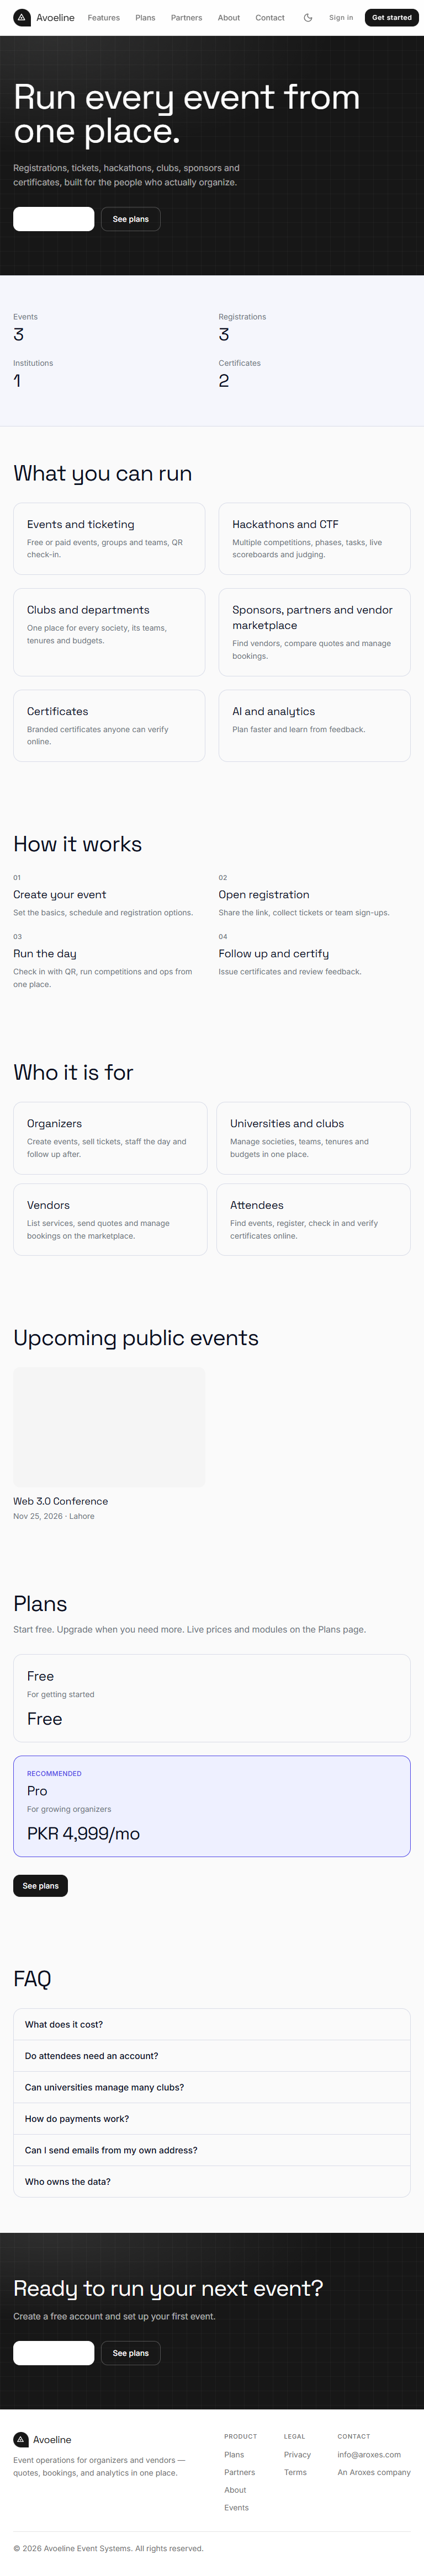 Avoeline
Features
Plans
Partners
About
Contact
Sign in
Get started
Run every event from
one place.
Registrations, tickets, hackathons, clubs, sponsors and
certificates, built for the people who actually organize.
See plans
Events
3
Registrations
3
Institutions
1
Certificates
2
What you can run
Events and ticketing
Free or paid events, groups and teams, QR
check-in.
Hackathons and CTF
Multiple competitions, phases, tasks, live
scoreboards and judging.
Clubs and departments
One place for every society, its teams,
tenures and budgets.
Sponsors, partners and vendor
marketplace
Find vendors, compare quotes and manage
bookings.
Certificates
Branded certificates anyone can verify
online.
AI and analytics
Plan faster and learn from feedback.
How it works
01
Create your event
Set the basics, schedule and registration options.
02
Open registration
Share the link, collect tickets or team sign-ups.
03
Run the day
Check in with QR, run competitions and ops from
one place.
04
Follow up and certify
Issue certificates and review feedback.
Who it is for
Organizers
Create events, sell tickets, staff the day and
follow up after.
Universities and clubs
Manage societies, teams, tenures and
budgets in one place.
Vendors
List services, send quotes and manage
bookings on the marketplace.
Attendees
Find events, register, check in and verify
certificates online.
Upcoming public events
Web 3.0 Conference
Nov 25, 2026 · Lahore
Plans
Start free. Upgrade when you need more. Live prices and modules on the Plans page.
Free
For getting started
Free
RECOMMENDED
Pro
For growing organizers
PKR 4,999/mo
See plans
FAQ
What does it cost?
Do attendees need an account?
Can universities manage many clubs?
How do payments work?
Can I send emails from my own address?
Who owns the data?
Ready to run your next event?
Create a free account and set up your first event.
See plans
Avoeline
Event operations for organizers and vendors —
quotes, bookings, and analytics in one place.
PRODUCT
Plans
Partners
About
Events
LEGAL
Privacy
Terms
CONTACT
info@aroxes.com
An Aroxes company
© 2026 Avoeline Event Systems. All rights reserved.